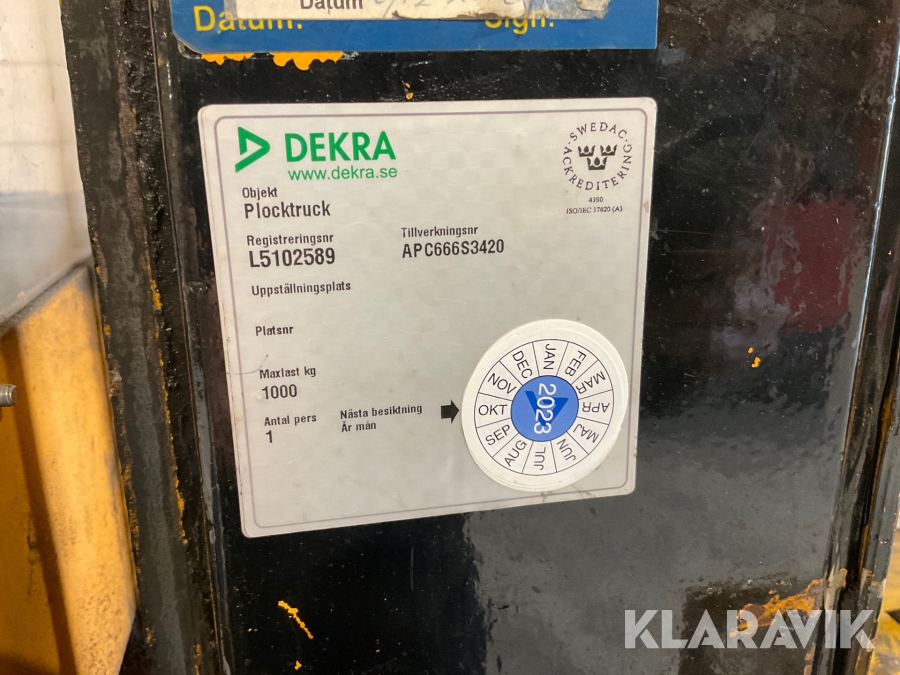 Datum
Datum:
Sign:
DEKRA
www.dekra.se
SWEDAC
ACKREDITERING
4350
ISO/IEC 17020 (A)
Objekt
Plocktruck
Registreringsnr
L5102589
Tillverkningsnr
APC666S3420
Uppställningsplats
Platsnr
Maxlast kg
1000
Antal pers
1
Nästa besiktning
År mån
JAN
FEB
MAR
APR
MAJ
JUN
JUL
AUG
SEP
OKT
NOV
DEC
2023
KLARAVIK